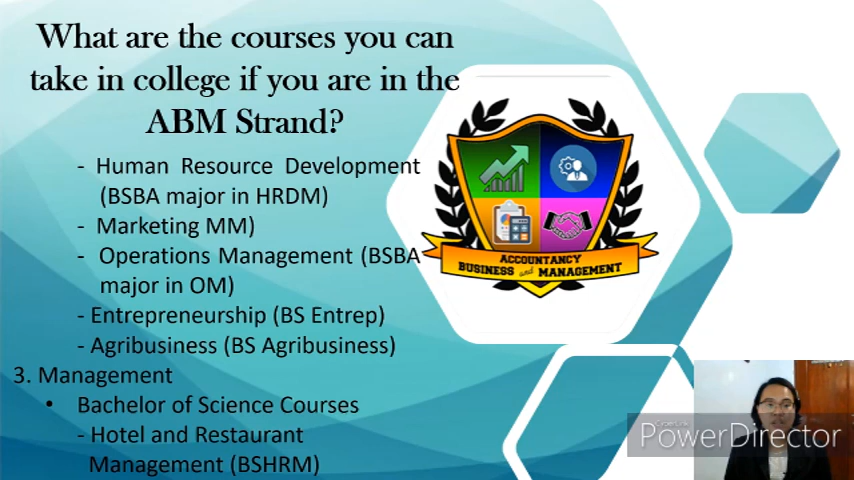 What are the courses you can
take in college if you are in the
ABM Strand?
- Human Resource Development
(BSBA major in HRDM)
- Marketing MM)
- Operations Management (BSBA
major in OM)
- Entrepreneurship (BS Entrep)
- Agribusiness (BS Agribusiness)
3. Management
• Bachelor of Science Courses
- Hotel and Restaurant
Management (BSHRM)
ACCOUNTANCY
BUSINESS and MANAGEMENT
CyberLink
PowerDirector